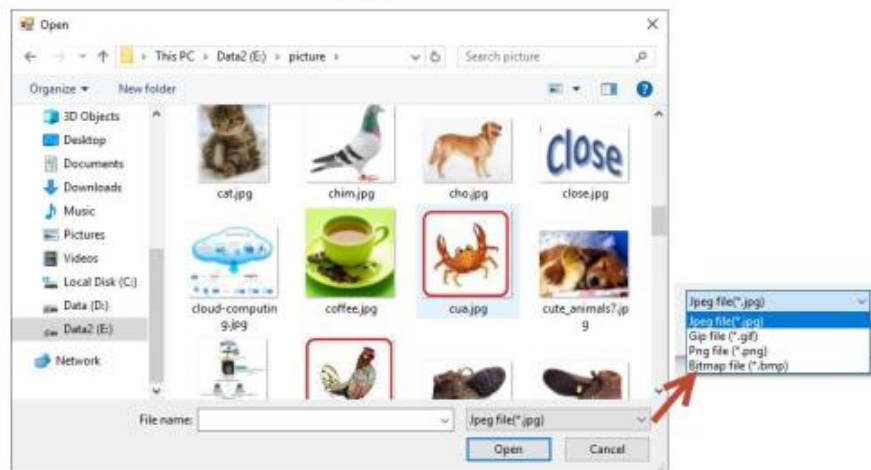 Open
This PC Data2 (E:) picture
Search picture
Organize
New folder
3D Objects
Desktop
Documents
Downloads
Music
Pictures
Videos
Local Disk (C:)
Data (D:)
Data2 (E:)
Network
cat.jpg
chim.jpg
cho.jpg
close
close.jpg
cloud-computin
g.jpg
coffee.jpg
cua.jpg
cute_animals7.jp
g
File name:
Jpeg file(*.jpg)
Open
Cancel
Jpeg file(*.jpg)
Jpeg file(*.jpg)
Gip file (*.gif)
Png file (*.png)
Bitmap file (*.bmp)